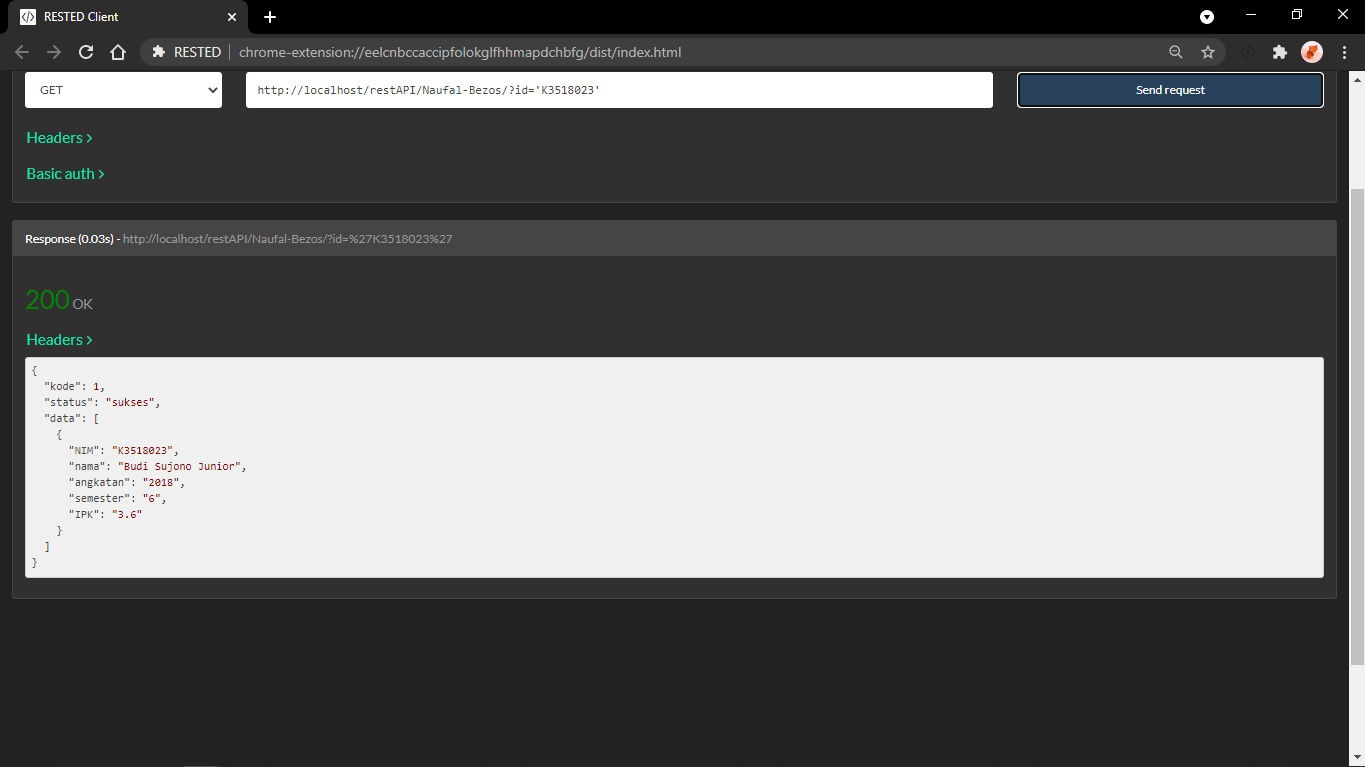 RESTED Client
RESTED chrome-extension://eelcnbccaccipfolokglfhhmapdchbfg/dist/index.html
GET
http://localhost/restAPI/Naufal-Bezos/?id='K3518023'
Send request
Headers >
Basic auth >
Response (0.03s) - http://localhost/restAPI/Naufal-Bezos/?id=%27K3518023%27
200 OK
Headers >
{
"kode": 1,
"status": "sukses",
"data": [
{
"NIM": "K3518023",
"nama": "Budi Sujono Junior",
"angkatan": "2018",
"semester": "6",
"IPK": "3.6"
}
]
}